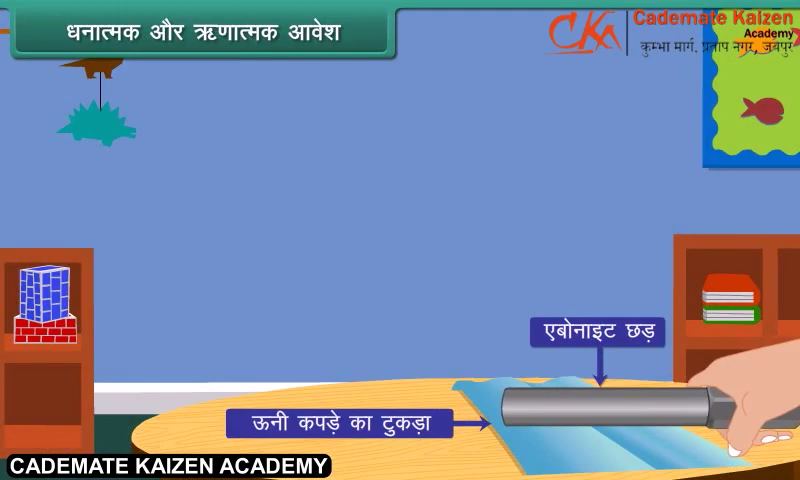 धनात्मक और ऋणात्मक आवेश
CKA
Cademate Kaizen
Academy
कुम्भा मार्ग, प्रताप नगर, जयपुर
एबोनाइट छड़
ऊनी कपड़े का टुकड़ा
CADEMATE KAIZEN ACADEMY